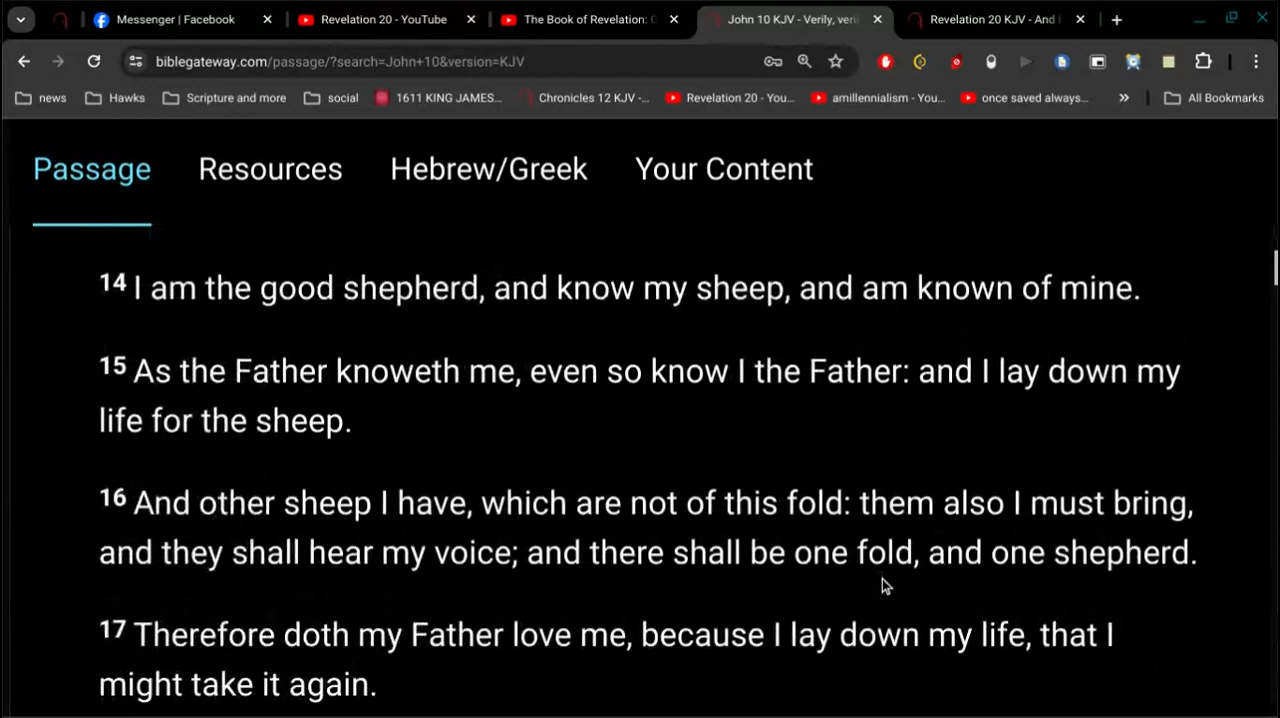 Messenger | Facebook
Revelation 20 - YouTube
The Book of Revelation:
John 10 KJV - Verily, veri
Revelation 20 KJV - And
biblegateway.com/passage/?search=John+10&version=KJV
news Hawks Scripture and more social 1611 KING JAMES... Chronicles 12 KJV -... Revelation 20 - You... amillennialism - You... once saved always... » All Bookmarks
Passage Resources Hebrew/Greek Your Content
14 I am the good shepherd, and know my sheep, and am known of mine.
15 As the Father knoweth me, even so know I the Father: and I lay down my
life for the sheep.
16 And other sheep I have, which are not of this fold: them also I must bring,
and they shall hear my voice; and there shall be one fold, and one shepherd.
17 Therefore doth my Father love me, because I lay down my life, that I
might take it again.